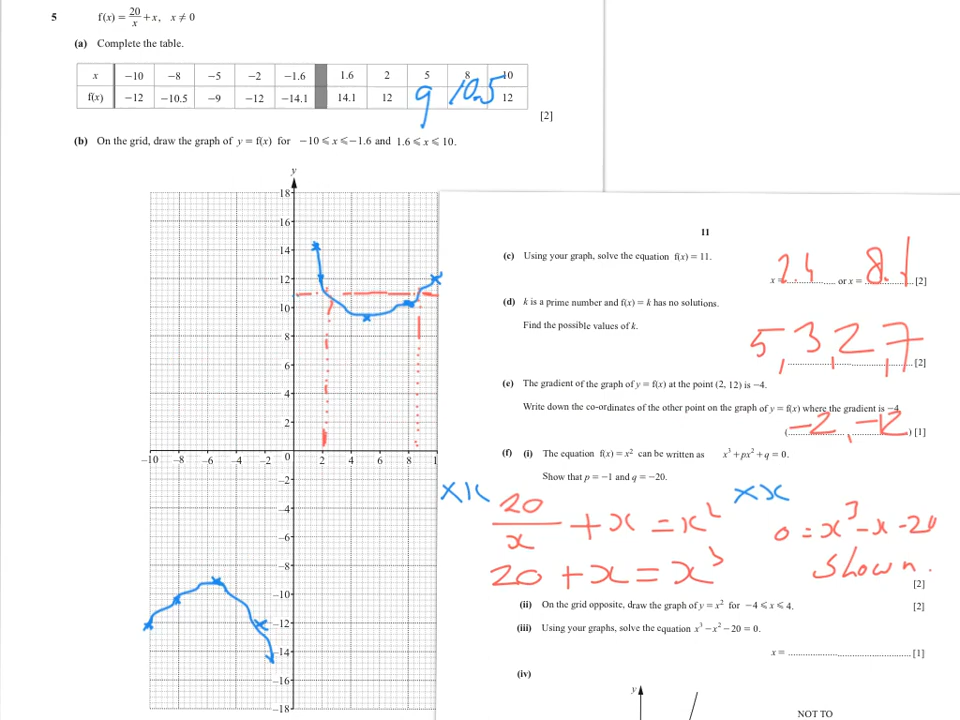 5 f(x) = 20/x + x, x ≠ 0
(a) Complete the table.
x −10 −8 −5 −2 −1.6 1.6 2 5 8 10
f(x) −12 −10.5 −9 −12 −14.1 14.1 12 9 10.5 12
[2]
(b) On the grid, draw the graph of y = f(x) for −10 ⩽ x ⩽ −1.6 and 1.6 ⩽ x ⩽ 10.
y
18
16
14
12
10
8
6
4
2
−10 −8 −6 −4 −2 0 2 4 6 8 1
−2
−4
−6
−8
−10
−12
−14
−16
−18
11
(c) Using your graph, solve the equation f(x) = 11.
x = 2.4 or x = 8.1 [2]
(d) k is a prime number and f(x) = k has no solutions.
Find the possible values of k.
5, 3, 2, 7 [2]
(e) The gradient of the graph of y = f(x) at the point (2, 12) is −4.
Write down the co-ordinates of the other point on the graph of y = f(x) where the gradient is −4.
(−2, −12) [1]
(f) (i) The equation f(x) = x² can be written as x³ + px² + q = 0.
Show that p = −1 and q = −20.
×x 20/x + x = x² ×x
0 = x³ − x − 20
20 + x = x³
Shown.
[2]
(ii) On the grid opposite, draw the graph of y = x² for −4 ⩽ x ⩽ 4. [2]
(iii) Using your graphs, solve the equation x³ − x² − 20 = 0.
x = [1]
(iv)
y
NOT TO